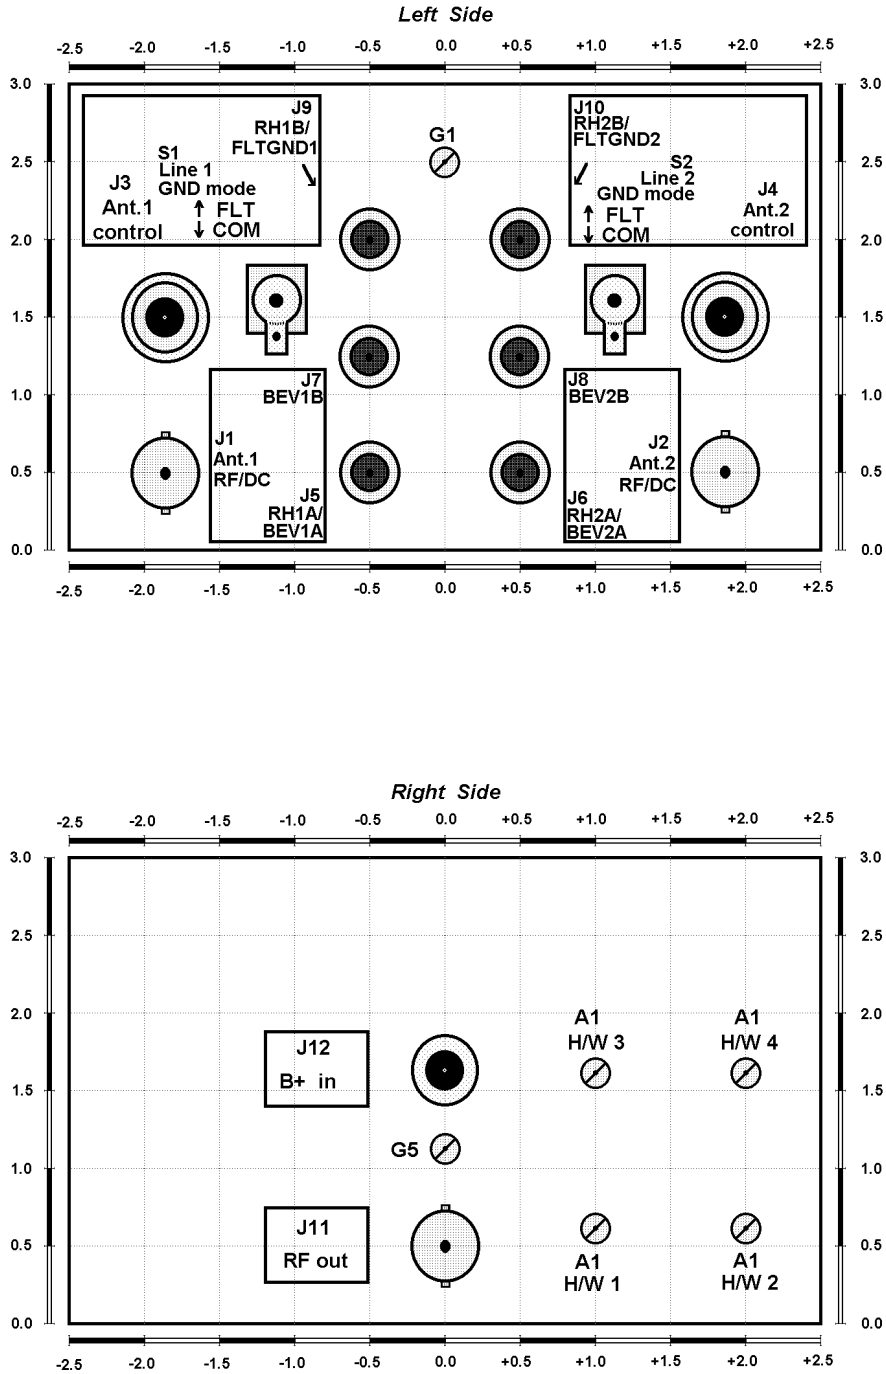 Left Side
-2.5 -2.0 -1.5 -1.0 -0.5 0.0 +0.5 +1.0 +1.5 +2.0 +2.5
3.0 3.0
J9
RH1B/
FLTGND1
S1
Line 1
GND mode
FLT
COM
J3
Ant.1
control
G1
J10
RH2B/
FLTGND2
S2
Line 2
GND mode
FLT
COM
J4
Ant.2
control
2.5 2.5
2.0 2.0
1.5 1.5
1.0 1.0
J7
BEV1B
J1
Ant.1
RF/DC
J5
RH1A/
BEV1A
J8
BEV2B
J2
Ant.2
RF/DC
J6
RH2A/
BEV2A
0.5 0.5
0.0 0.0
-2.5 -2.0 -1.5 -1.0 -0.5 0.0 +0.5 +1.0 +1.5 +2.0 +2.5
Right Side
-2.5 -2.0 -1.5 -1.0 -0.5 0.0 +0.5 +1.0 +1.5 +2.0 +2.5
3.0 3.0
2.5 2.5
2.0 2.0
J12
B+ in
A1
H/W 3
A1
H/W 4
1.5 1.5
G5
1.0 1.0
J11
RF out
0.5 0.5
A1
H/W 1
A1
H/W 2
0.0 0.0
-2.5 -2.0 -1.5 -1.0 -0.5 0.0 +0.5 +1.0 +1.5 +2.0 +2.5